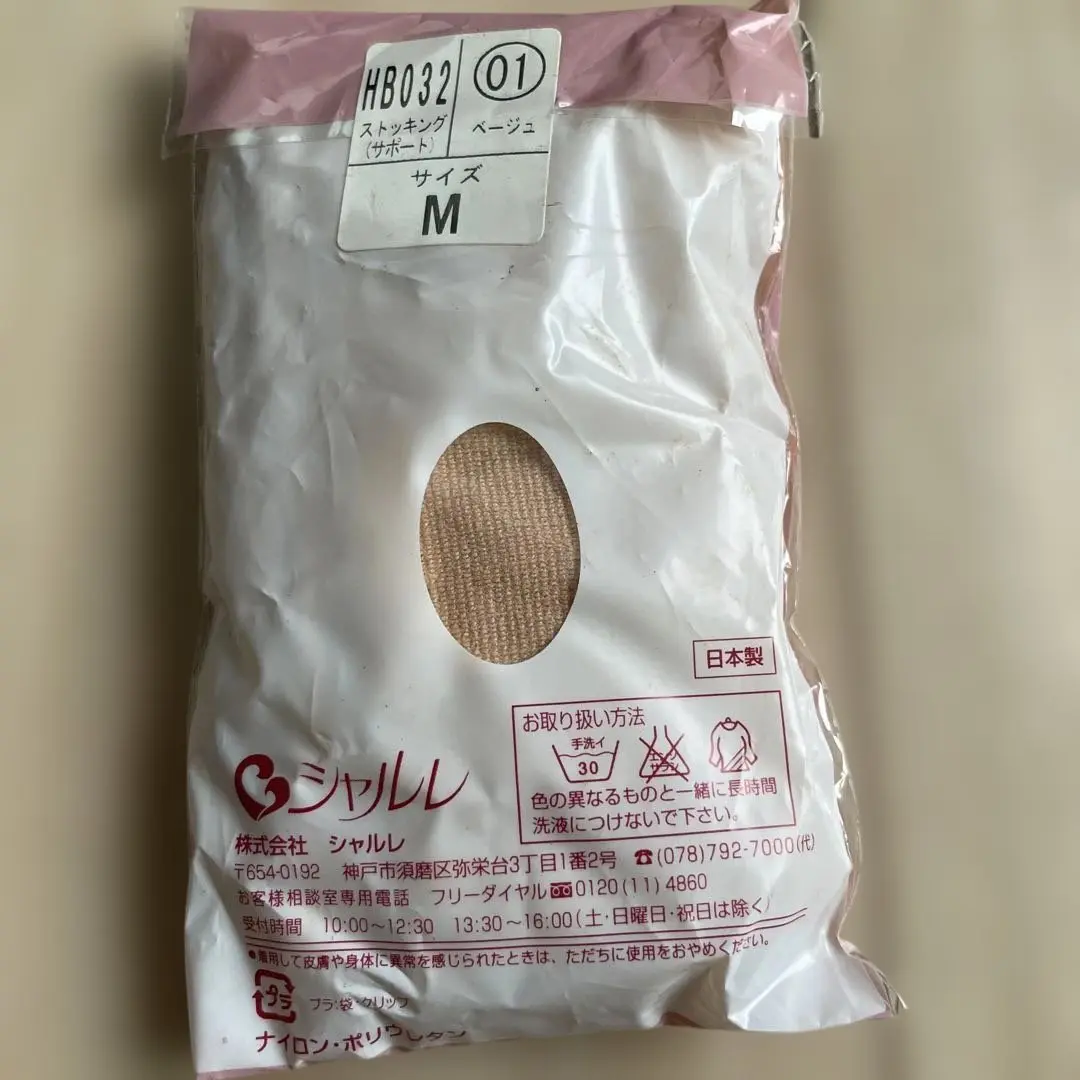 HB032
ストッキング
(サポート)
01
ベージュ
サイズ
M
日本製
お取り扱い方法
手洗イ
30
エンソ
サラシ
色の異なるものと一緒に長時間
洗液につけないで下さい。
シャルレ
株式会社 シャルレ
〒654-0192 神戸市須磨区弥栄台3丁目1番2号 ☎(078)792-7000(代)
お客様相談室専用電話 フリーダイヤル 0120(11)4860
受付時間 10:00~12:30 13:30~16:00(土・日曜日・祝日は除く)
●着用して皮膚や身体に異常を感じられたときは、ただちに使用をおやめください。
プラ
プラ:袋・クリップ
ナイロン・ポリウレタン